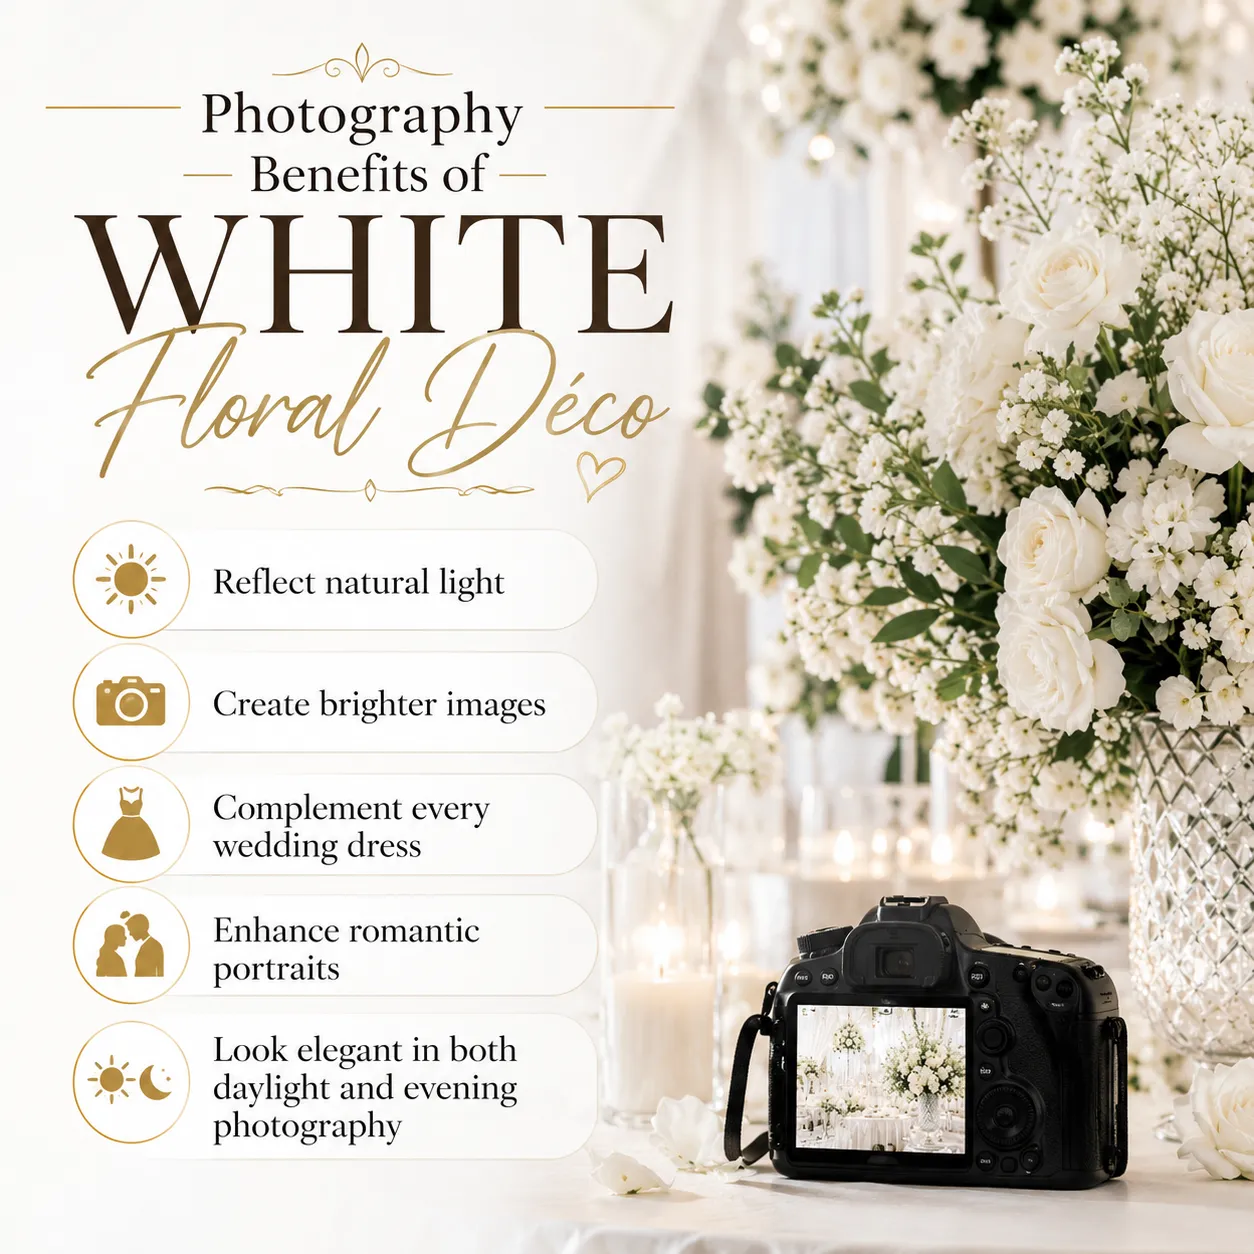 Photography
Benefits of
WHITE
Floral Déco
Reflect natural light
Create brighter images
Complement every
wedding dress
Enhance romantic
portraits
Look elegant in both
daylight and evening
photography